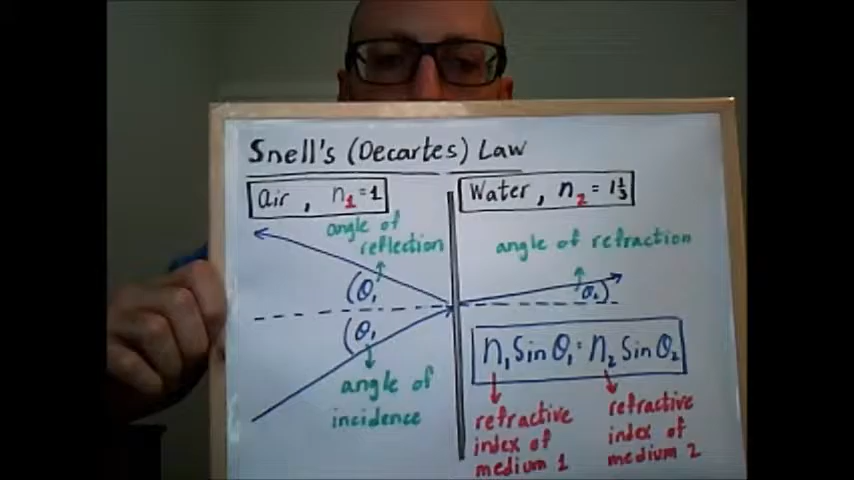 Snell's (Decartes) Law
Air, n₁ = 1
Water, n₂ = 1⅓
angle of
reflection
angle of refraction
θ₁
θ₂
θ₁
n₁ Sin θ₁ = n₂ Sin θ₂
angle of
incidence
refractive
index of
medium 1
refractive
index of
medium 2